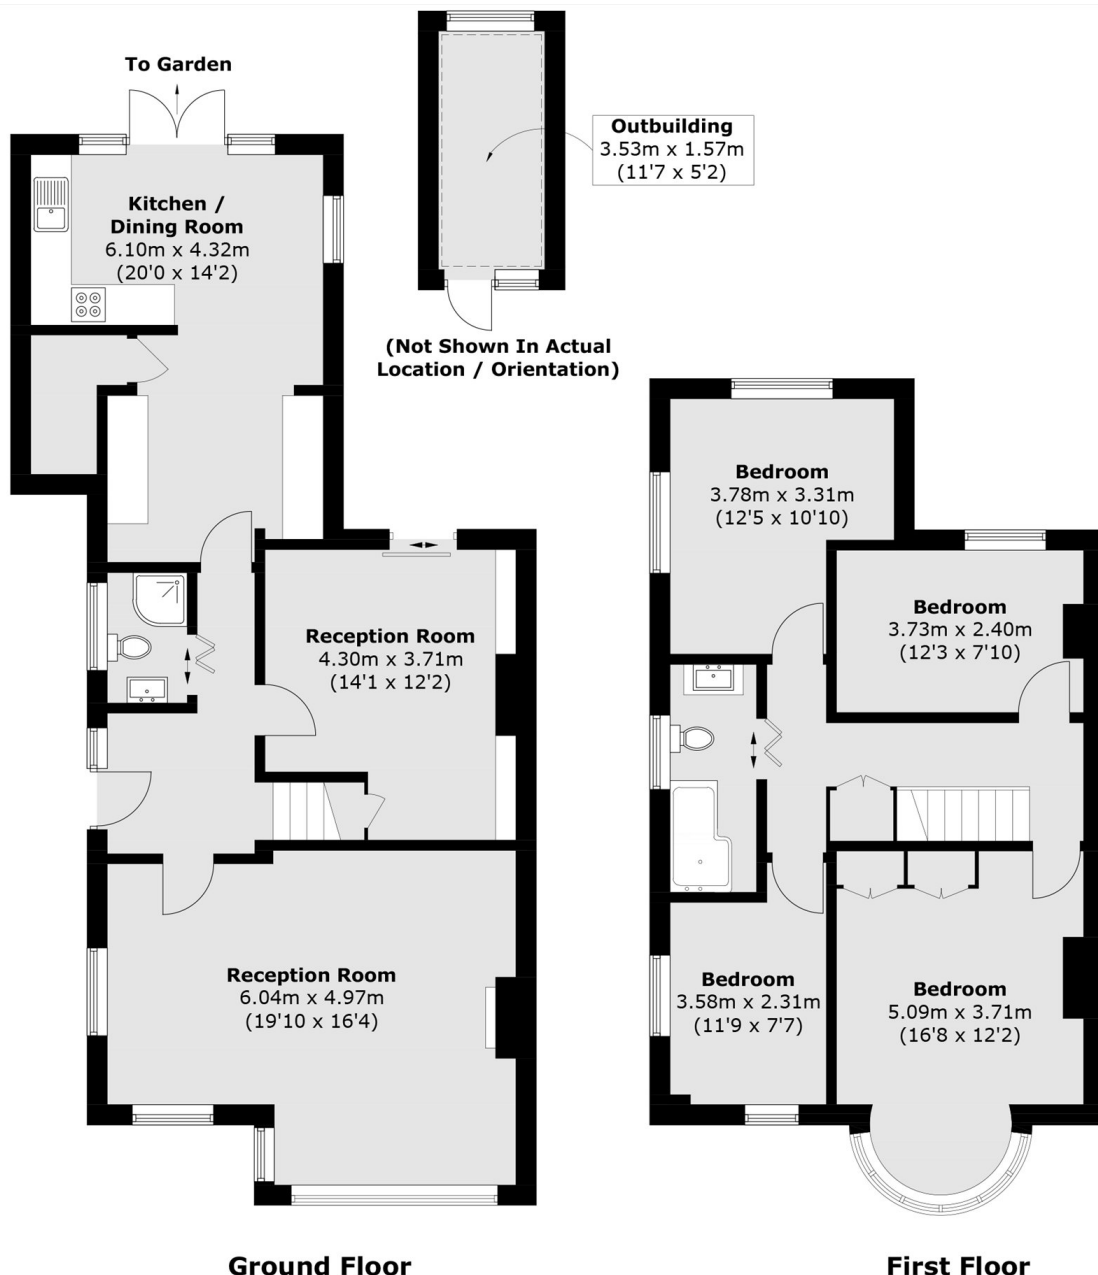 To Garden
Kitchen /
Dining Room
6.10m x 4.32m
(20'0 x 14'2)
Outbuilding
3.53m x 1.57m
(11'7 x 5'2)
(Not Shown In Actual
Location / Orientation)
Reception Room
4.30m x 3.71m
(14'1 x 12'2)
Reception Room
6.04m x 4.97m
(19'10 x 16'4)
Ground Floor
Bedroom
3.78m x 3.31m
(12'5 x 10'10)
Bedroom
3.73m x 2.40m
(12'3 x 7'10)
Bedroom
3.58m x 2.31m
(11'9 x 7'7)
Bedroom
5.09m x 3.71m
(16'8 x 12'2)
First Floor